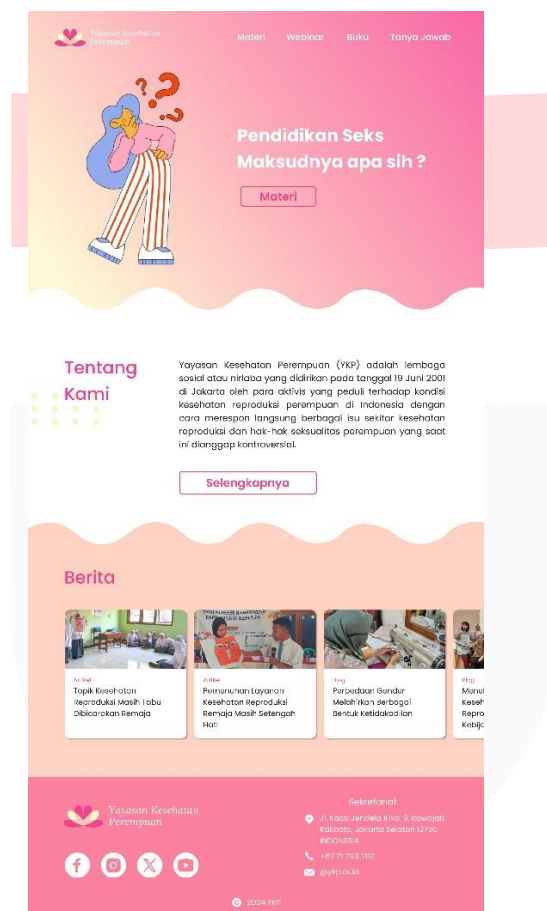 Yayasan Kesehatan
Perempuan
Materi Webinar Buku Tanya Jawab
Pendidikan Seks
Maksudnya apa sih ?
Materi
Tentang
Kami
Yayasan Kesehatan Perempuan (YKP) adalah lembaga
sosial atau nirlaba yang didirikan pada tanggal 19 Juni 2001
di Jakarta oleh para aktivis yang peduli terhadap kondisi
kesehatan reproduksi perempuan di Indonesia dengan
cara merespon langsung berbagai isu sekitar kesehatan
reproduksi dan hak-hak seksualitas perempuan yang saat
ini dianggap kontroversial.
Selengkapnya
Berita
REPRODUKSI REMAJA
Artikel
Topik Kesehatan
Reproduksi Masih Tabu
Dibicarakan Remaja
Artikel
Pemenuhan Layanan
Kesehatan Reproduksi
Remaja Masih Setengah
Hati
Blog
Perbedaan Gender
Melahirkan Berbagai
Bentuk Ketidakadilan
Blog
Keseh
Repro
Yayasan Kesehatan
Perempuan
Sekretariat
Jl. Kaca Jendela II No. 9, Rawajati,
Kalibata, Jakarta Selatan 12750
INDONESIA
@ykp.or.id
2024 YKP